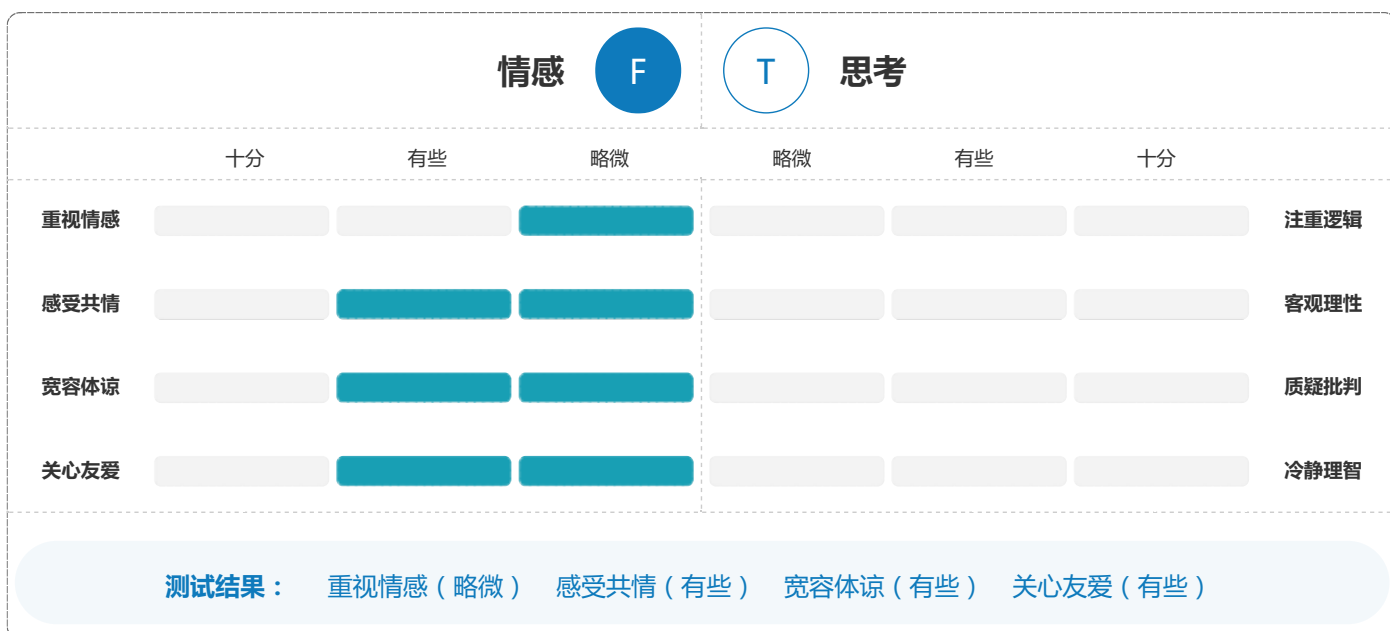 情感 F T 思考
十分 有些 略微 略微 有些 十分
重视情感 注重逻辑
感受共情 客观理性
宽容体谅 质疑批判
关心友爱 冷静理智
测试结果： 重视情感（略微） 感受共情（有些） 宽容体谅（有些） 关心友爱（有些）